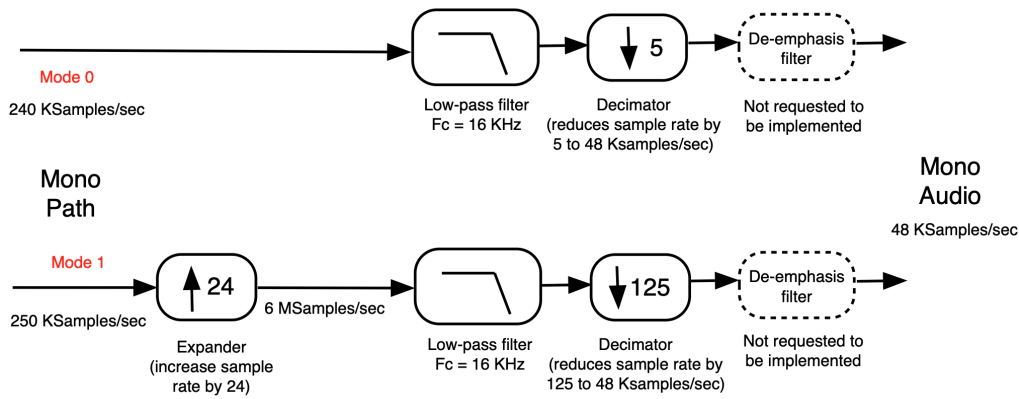 Mode 0
240 KSamples/sec
Low-pass filter
Fc = 16 KHz
5
Decimator
(reduces sample rate by
5 to 48 Ksamples/sec)
De-emphasis
filter
Not requested to
be implemented
Mono
Path
Mono
Audio
48 KSamples/sec
Mode 1
250 KSamples/sec
24
Expander
(increase sample
rate by 24)
6 MSamples/sec
Low-pass filter
Fc = 16 KHz
125
Decimator
(reduces sample rate by
125 to 48 Ksamples/sec)
De-emphasis
filter
Not requested to
be implemented